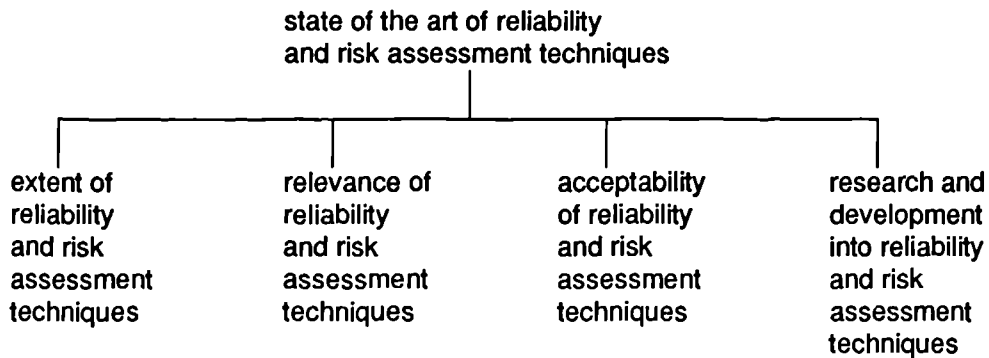 state of the art of reliability
and risk assessment techniques
extent of
reliability
and risk
assessment
techniques
relevance of
reliability
and risk
assessment
techniques
acceptability
of reliability
and risk
assessment
techniques
research and
development
into reliability
and risk
assessment
techniques